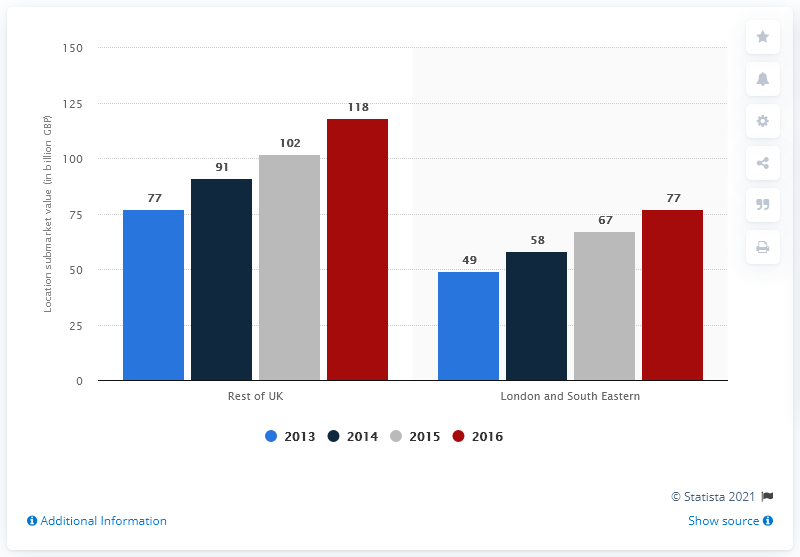 150
125
100
75
50
25
0
Location submarket value (in billion GBP)
77
91
102
118
49
58
67
77
Rest of UK
London and South Eastern
2013 2014 2015 2016
© Statista 2021
Additional Information
Show source